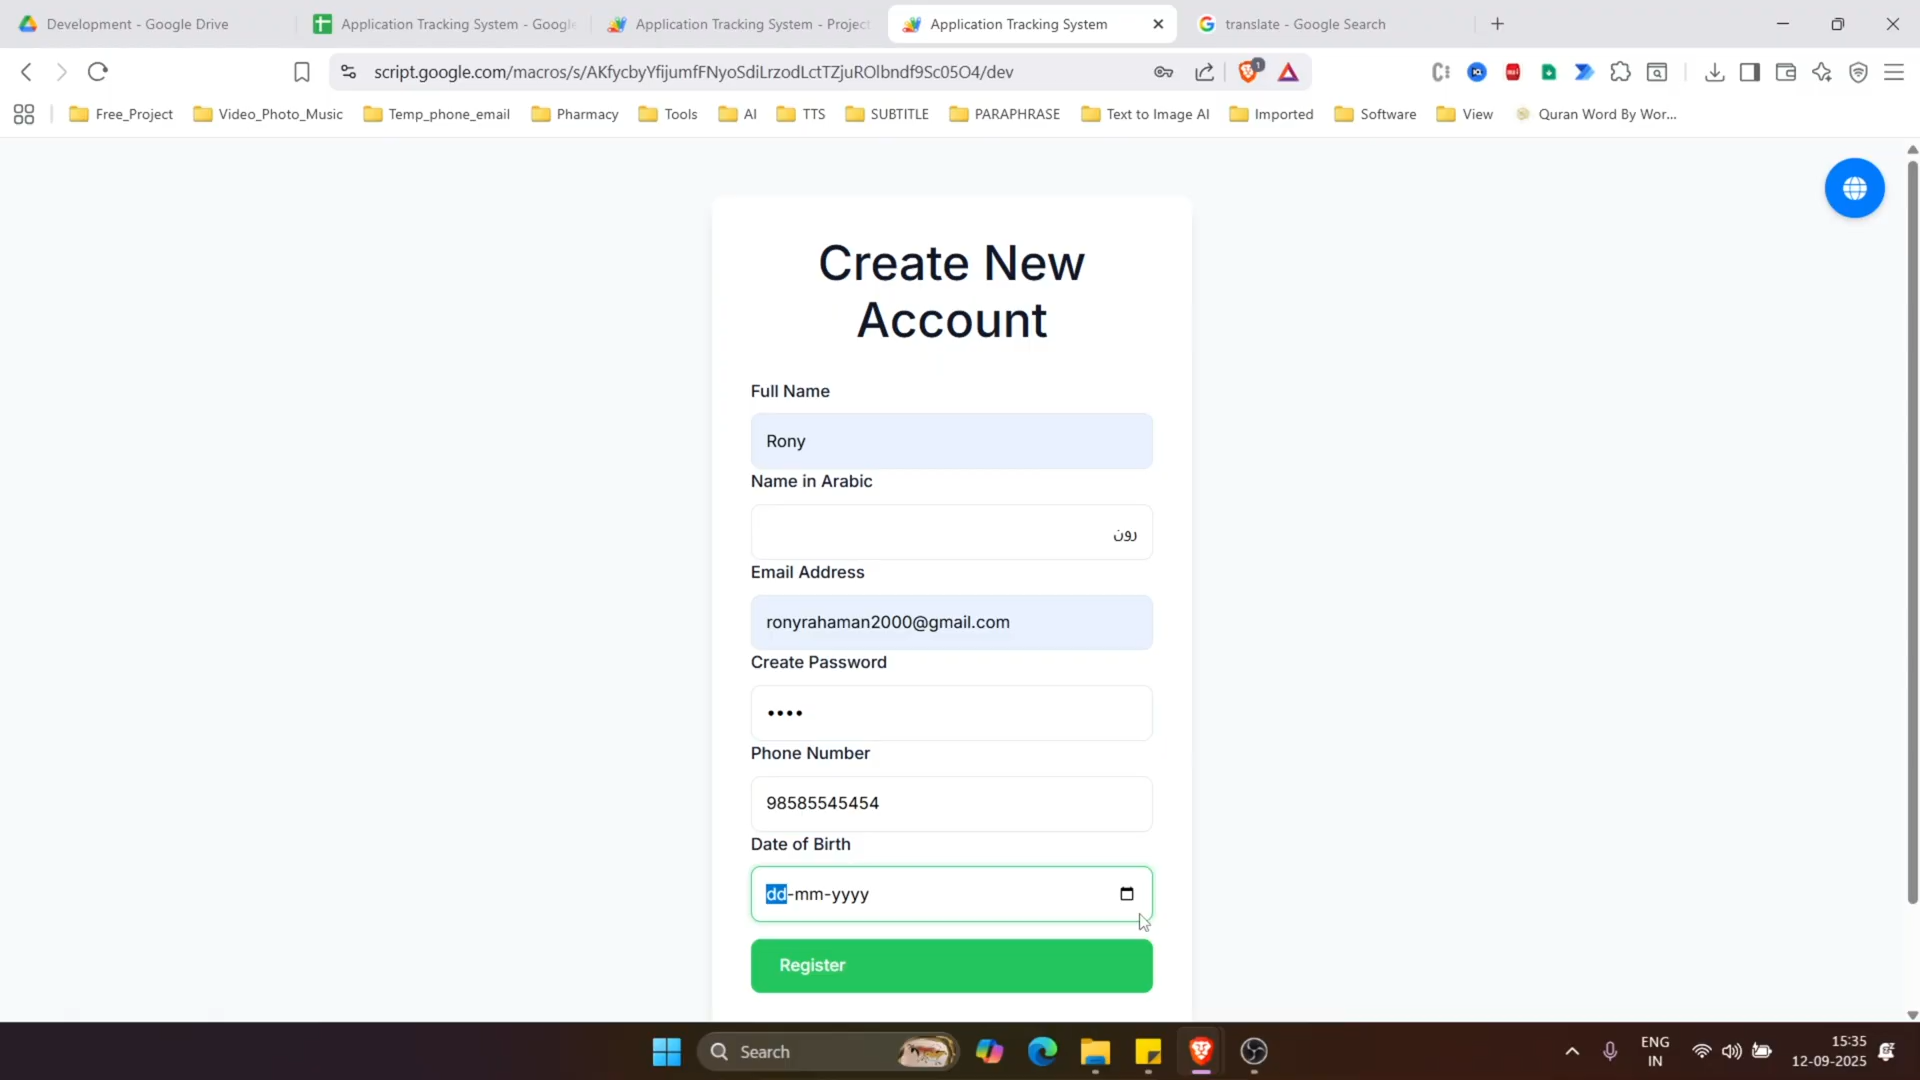 Development - Google Drive
Application Tracking System - Google
Application Tracking System - Project
Application Tracking System
translate - Google Search
script.google.com/macros/s/AKfycbyYfijumfFNyoSdiLrzodLctTZjuROlbndf9Sc05O4/dev
1
Free_Project
Video_Photo_Music
Temp_phone_email
Pharmacy
Tools
AI
TTS
SUBTITLE
PARAPHRASE
Text to Image AI
Imported
Software
View
Quran Word By Wor...
Create New
Account
Full Name
Rony
Name in Arabic
رون
Email Address
ronyrahaman2000@gmail.com
Create Password
Phone Number
98585545454
Date of Birth
dd-mm-yyyy
Register
Search
ENG
IN
15:35
12-09-2025